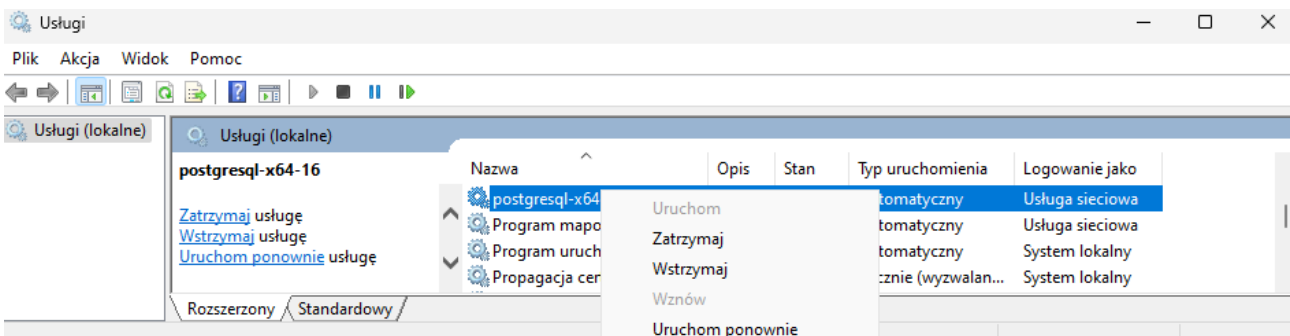 Usługi
Plik Akcja Widok Pomoc
Usługi (lokalne)
Usługi (lokalne)
postgresql-x64-16
Zatrzymaj usługę
Wstrzymaj usługę
Uruchom ponownie usługę
Nazwa Opis Stan Typ uruchomienia Logowanie jako
postgresql-x64 tomatyczny Usługa sieciowa
Program mapo tomatyczny Usługa sieciowa
Program uruch tomatyczny System lokalny
Propagacja cer znie (wyzwalan... System lokalny
Uruchom
Zatrzymaj
Wstrzymaj
Wznów
Uruchom ponownie
Rozszerzony Standardowy